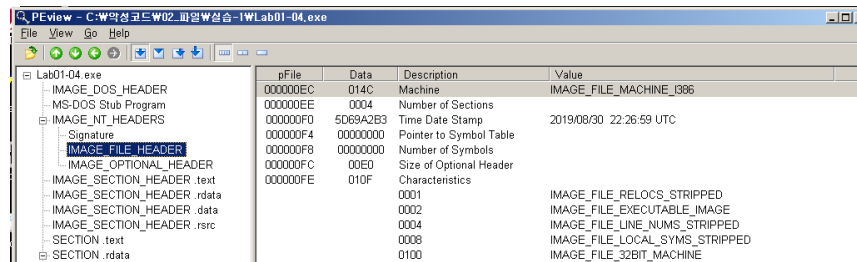 PEview - C:₩악성코드₩02_파일₩실습-1₩Lab01-04,exe
File View Go Help
pFile Data Description Value
Lab01-04.exe
IMAGE_DOS_HEADER
MS-DOS Stub Program
IMAGE_NT_HEADERS
Signature
IMAGE_FILE_HEADER
IMAGE_OPTIONAL_HEADER
IMAGE_SECTION_HEADER .text
IMAGE_SECTION_HEADER .rdata
IMAGE_SECTION_HEADER .data
IMAGE_SECTION_HEADER .rsrc
SECTION .text
SECTION .rdata
000000EC 014C Machine IMAGE_FILE_MACHINE_I386
000000EE 0004 Number of Sections
000000F0 5D69A2B3 Time Date Stamp 2019/08/30 22:26:59 UTC
000000F4 00000000 Pointer to Symbol Table
000000F8 00000000 Number of Symbols
000000FC 00E0 Size of Optional Header
000000FE 010F Characteristics
0001 IMAGE_FILE_RELOCS_STRIPPED
0002 IMAGE_FILE_EXECUTABLE_IMAGE
0004 IMAGE_FILE_LINE_NUMS_STRIPPED
0008 IMAGE_FILE_LOCAL_SYMS_STRIPPED
0100 IMAGE_FILE_32BIT_MACHINE